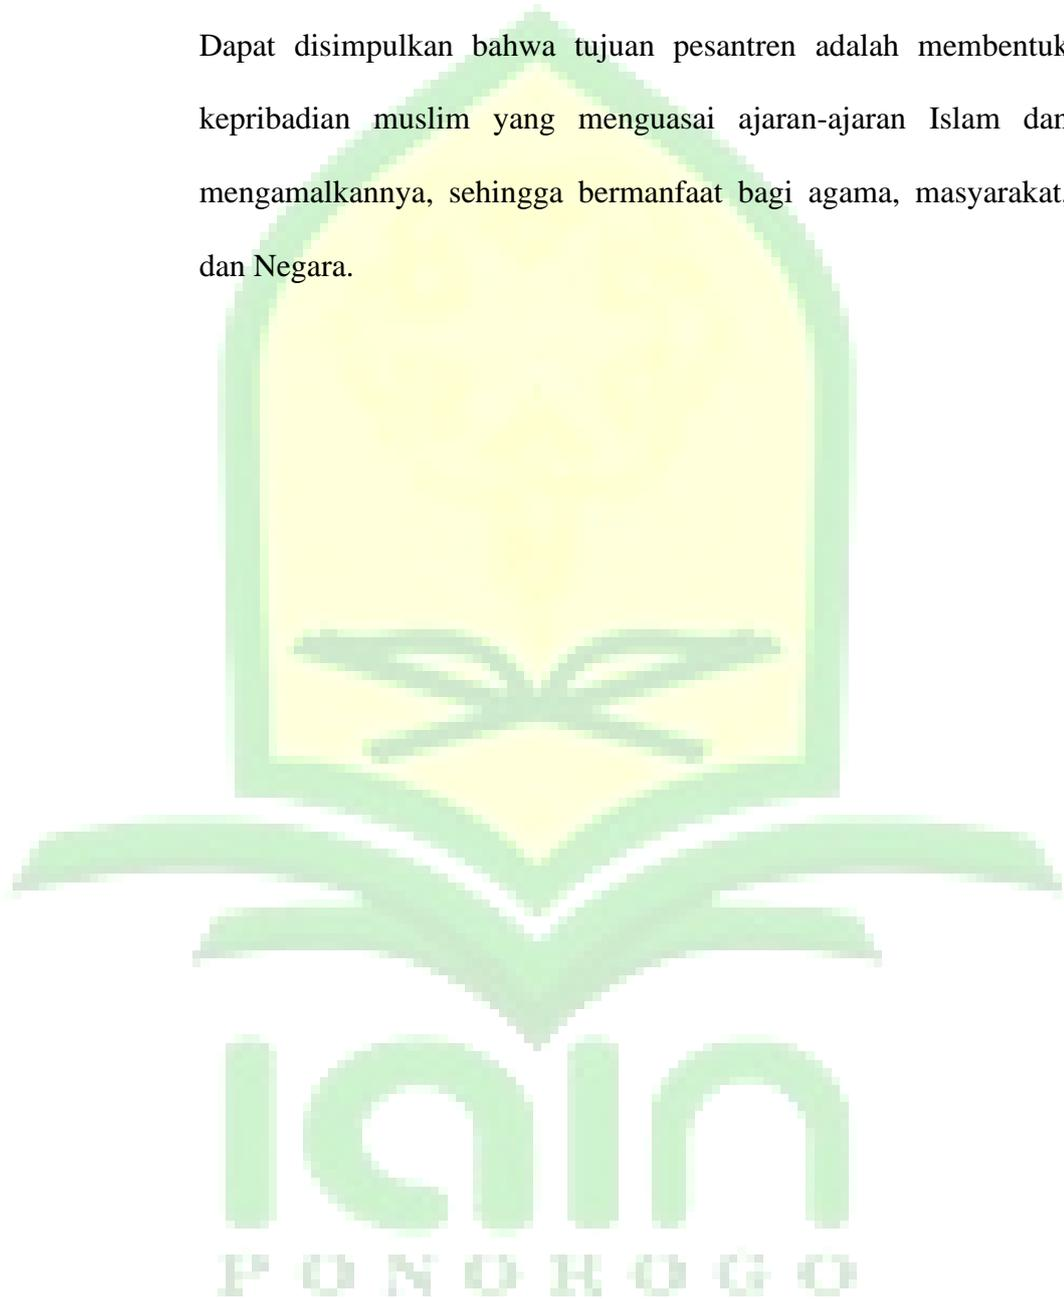 Dapat disimpulkan bahwa tujuan pesantren adalah membentuk
kepribadian muslim yang menguasai ajaran-ajaran Islam dan
mengamalkannya, sehingga bermanfaat bagi agama, masyarakat,
dan Negara.
IAIN
PONOROGO